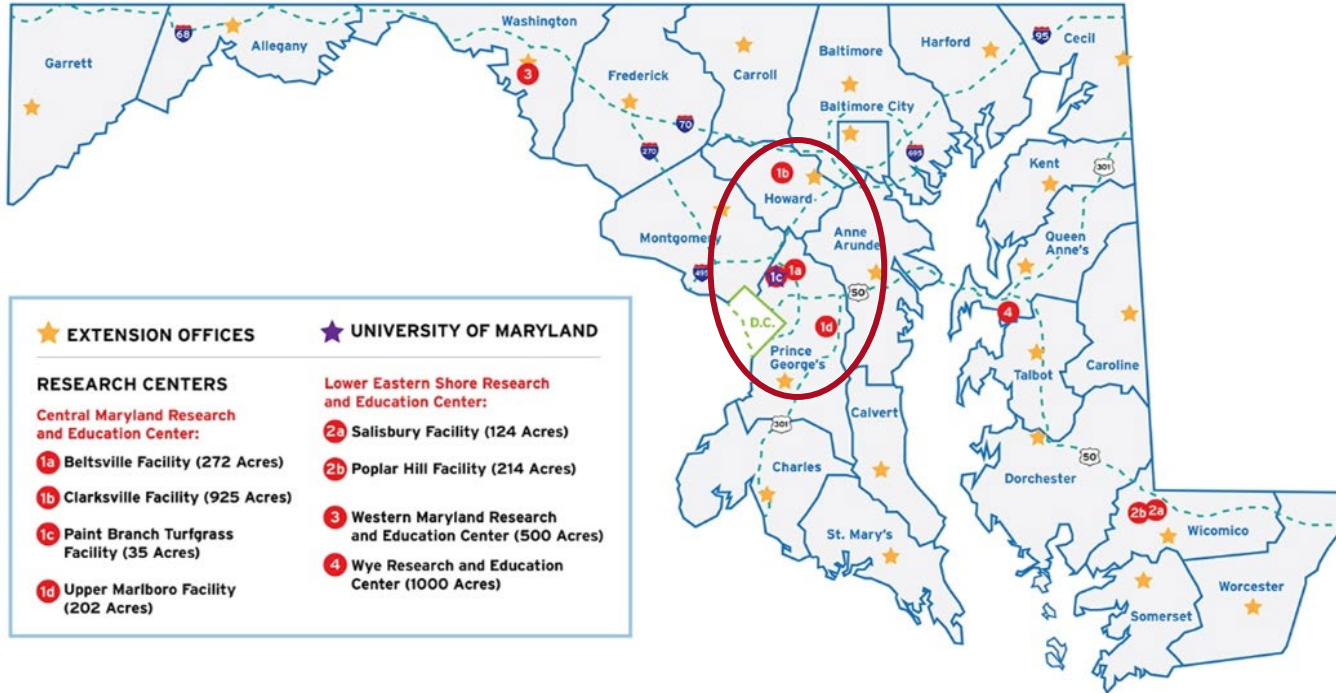 Washington
68
95
Allegany
Garrett
3
Frederick
Carroll
Baltimore
Harford
Cecil
Baltimore City
70
270
695
Kent
301
1b
Howard
Montgomery
Anne
Arunde
Queen
Anne's
495
1c
1a
50
D.C.
1d
4
Prince
George's
Talbot
Caroline
Calvert
301
Charles
50
Dorchester
2b
2a
Wicomico
St. Mary's
Worcester
Somerset
EXTENSION OFFICES
UNIVERSITY OF MARYLAND
RESEARCH CENTERS
Central Maryland Research
and Education Center:
1a Beltsville Facility (272 Acres)
1b Clarksville Facility (925 Acres)
1c Paint Branch Turfgrass
Facility (35 Acres)
1d Upper Marlboro Facility
(202 Acres)
Lower Eastern Shore Research
and Education Center:
2a Salisbury Facility (124 Acres)
2b Poplar Hill Facility (214 Acres)
3 Western Maryland Research
and Education Center (500 Acres)
4 Wye Research and Education
Center (1000 Acres)